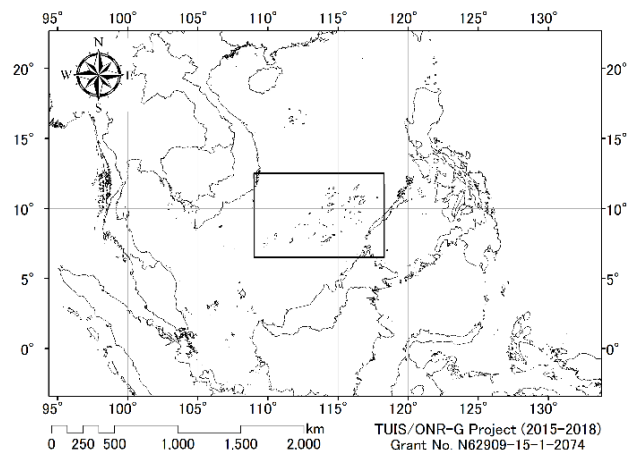 95° 100° 105° 110° 115° 120° 125° 130°
N
W E
S
20° 20°
15° 15°
10° 10°
5° 5°
0° 0°
95° 100° 105° 110° 115° 120° 125° 130°
km
0 250 500 1,000 1,500 2,000
TUIS/ONR-G Project (2015-2018)
Grant No. N62909-15-1-2074